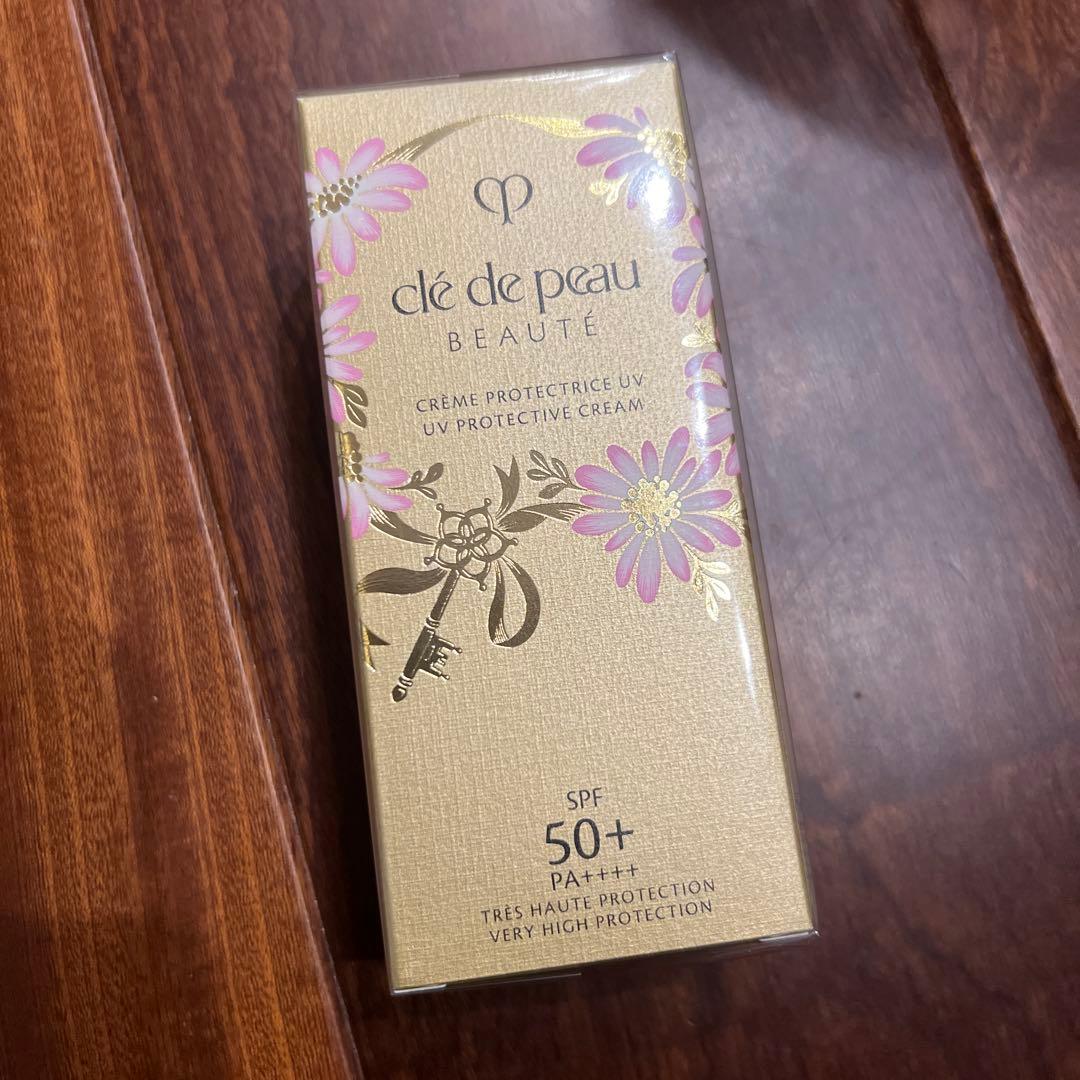 clé de peau
BEAUTÉ
CRÈME PROTECTRICE UV
UV PROTECTIVE CREAM
SPF
50+
PA++++
TRÈS HAUTE PROTECTION
VERY HIGH PROTECTION